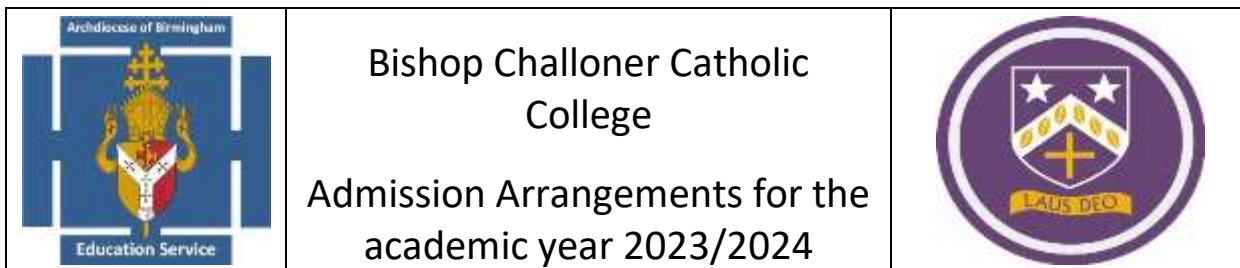 Archdiocese of Birmingham
Education Service
Bishop Challoner Catholic
College
Admission Arrangements for the
academic year 2023/2024
LAUS DEO